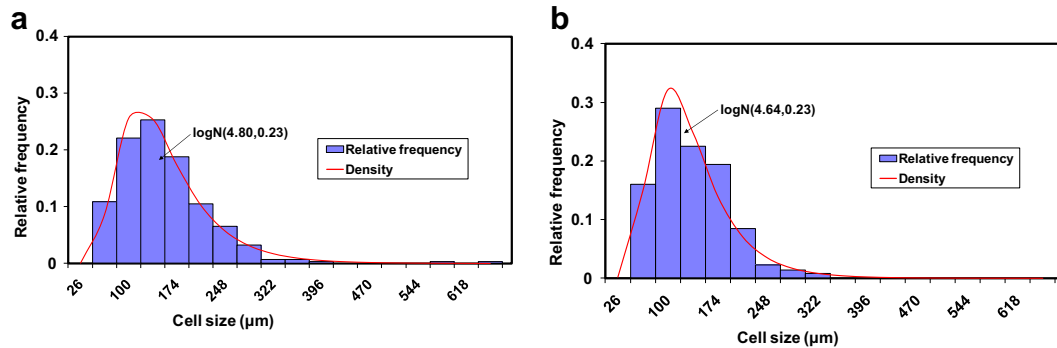 a
0.4
0.3
0.2
0.1
0
Relative frequency
logN(4.80,0.23)
Relative frequency
Density
26
100
174
248
322
396
470
544
618
Cell size (µm)
b
0.4
0.3
0.2
0.1
0
Relative frequency
logN(4.64,0.23)
Relative frequency
Density
26
100
174
248
322
396
470
544
618
Cell size (µm)